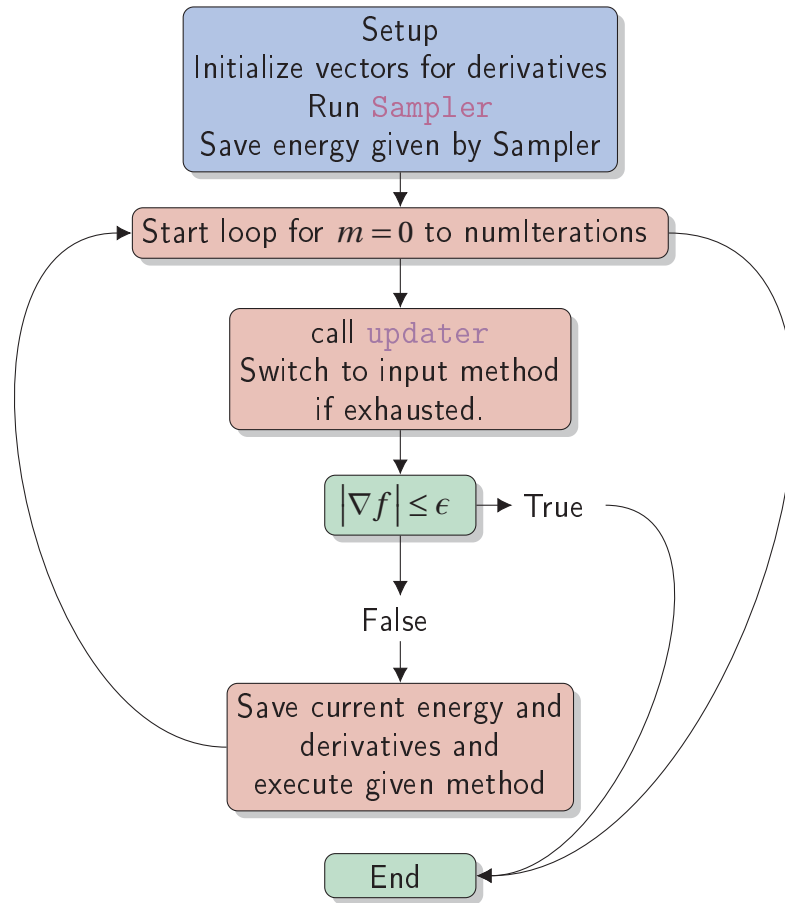 Setup
Initialize vectors for derivatives
Run Sampler
Save energy given by Sampler
Start loop for m = 0 to numIterations
call updater
Switch to input method
if exhausted.
|∇f| ≤ ϵ
True
False
Save current energy and
derivatives and
execute given method
End